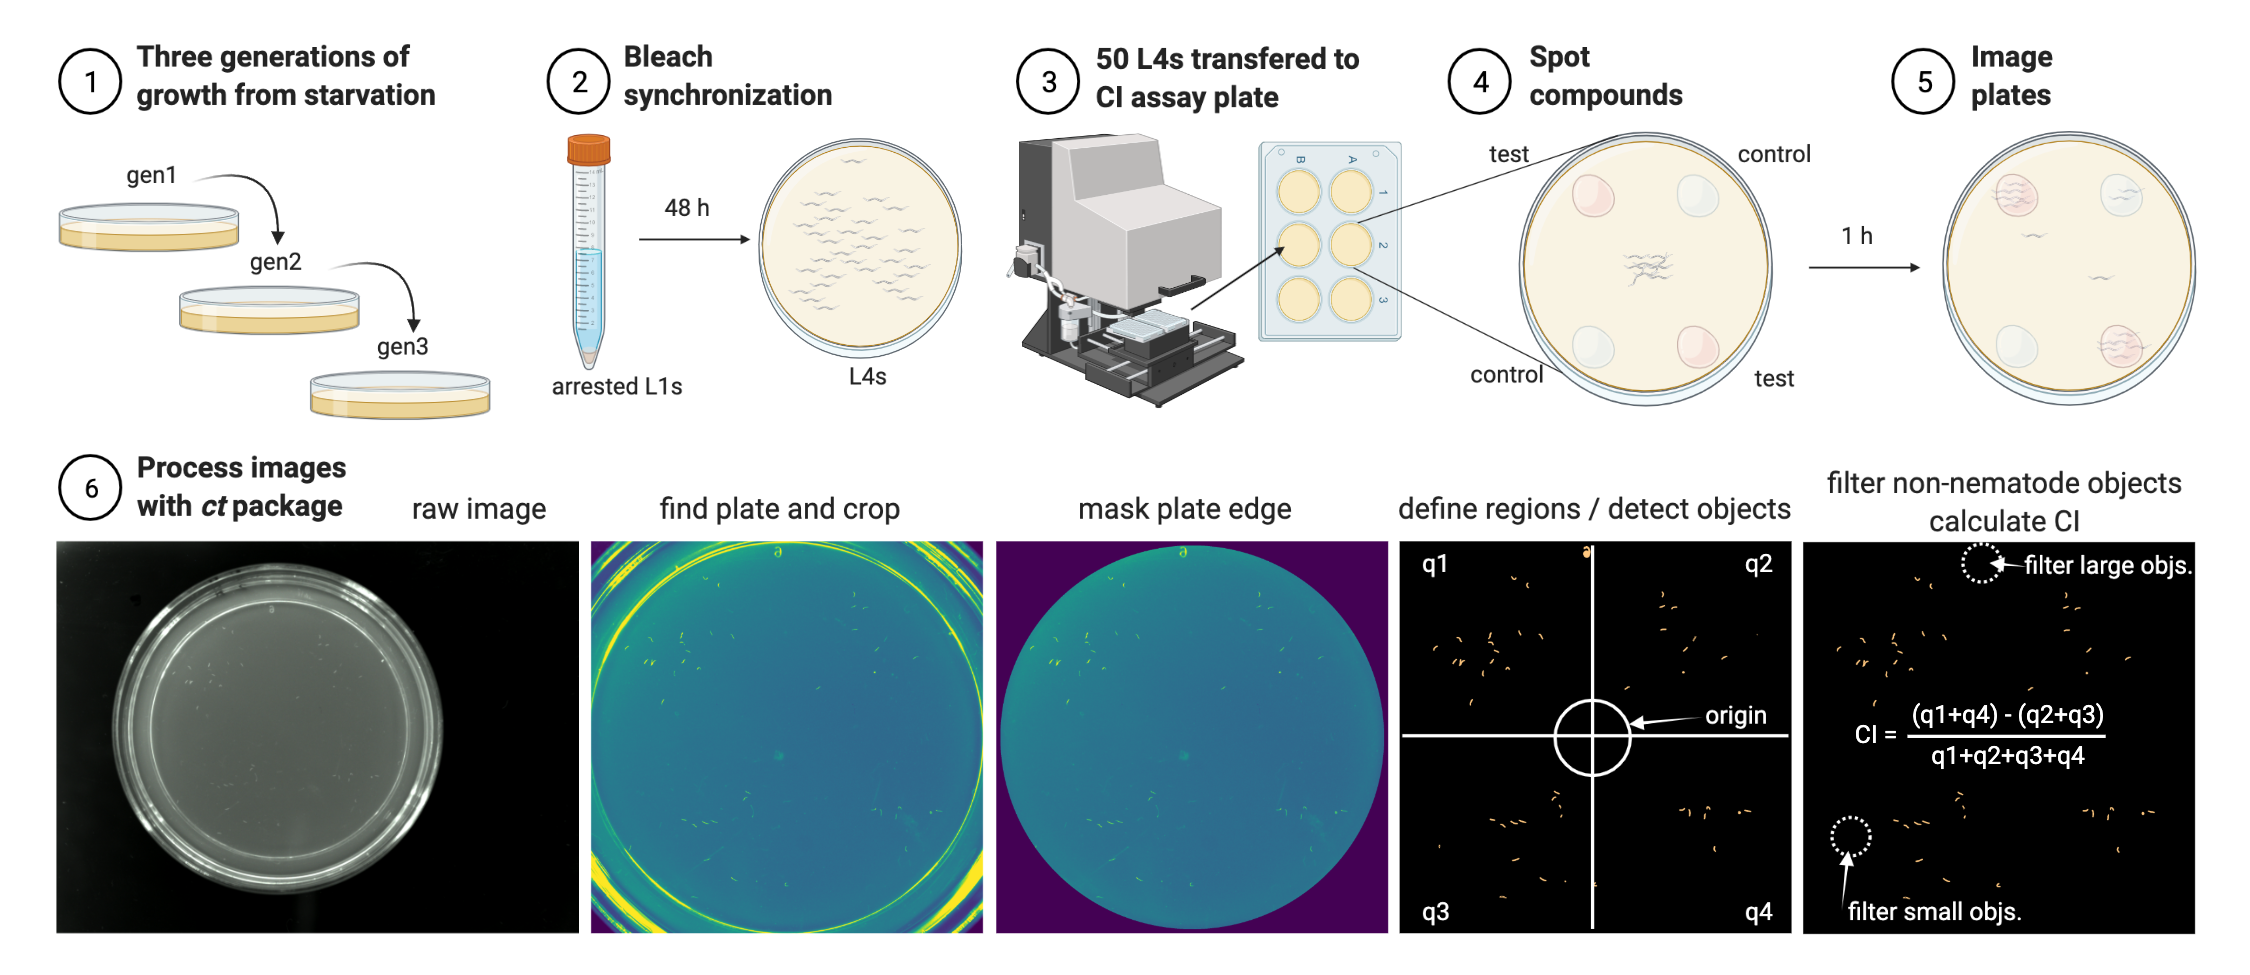 1
Three generations of
growth from starvation
gen1
gen2
gen3
2
Bleach
synchronization
48 h
arrested L1s
L4s
3
50 L4s transfered to
CI assay plate
B
A
1
2
3
4
Spot
compounds
test
control
control
test
1 h
5
Image
plates
6
Process images
with ct package
raw image
find plate and crop
mask plate edge
define regions / detect objects
q1
q2
origin
q3
q4
filter non-nematode objects
calculate CI
filter large objs.
CI = (q1+q4) - (q2+q3)
q1+q2+q3+q4
filter small objs.